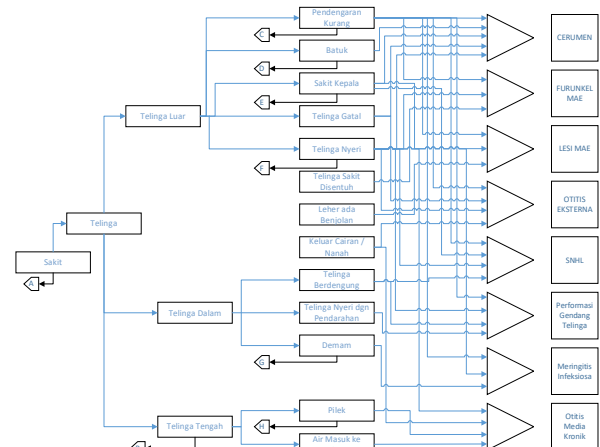 Pendengaran
Kurang
C
Batuk
D
Sakit Kepala
E
Telinga Luar
Telinga Gatal
Telinga Nyeri
F
Telinga Sakit
Disentuh
Leher ada
Benjolan
Telinga
Keluar Cairan /
Nanah
Sakit
A
Telinga
Berdengung
Telinga Dalam
Telinga Nyeri dgn
Pendarahan
Demam
G
Pilek
Telinga Tengah
H
Air Masuk ke
CERUMEN
FURUNKEL
MAE
LESI MAE
OTITIS
EKSTERNA
SNHL
Performasi
Gendang
Telinga
Meringitis
Infeksiosa
Otitis
Media
Kronik